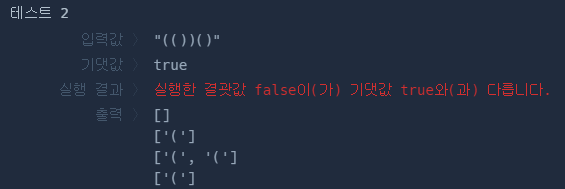 테스트 2
입력값 〉 "(())()"
기댓값 〉 true
실행 결과 〉 실행한 결괏값 false이(가) 기댓값 true와(과) 다릅니다.
출력 〉 []
['(']
['(', '(']
['(']